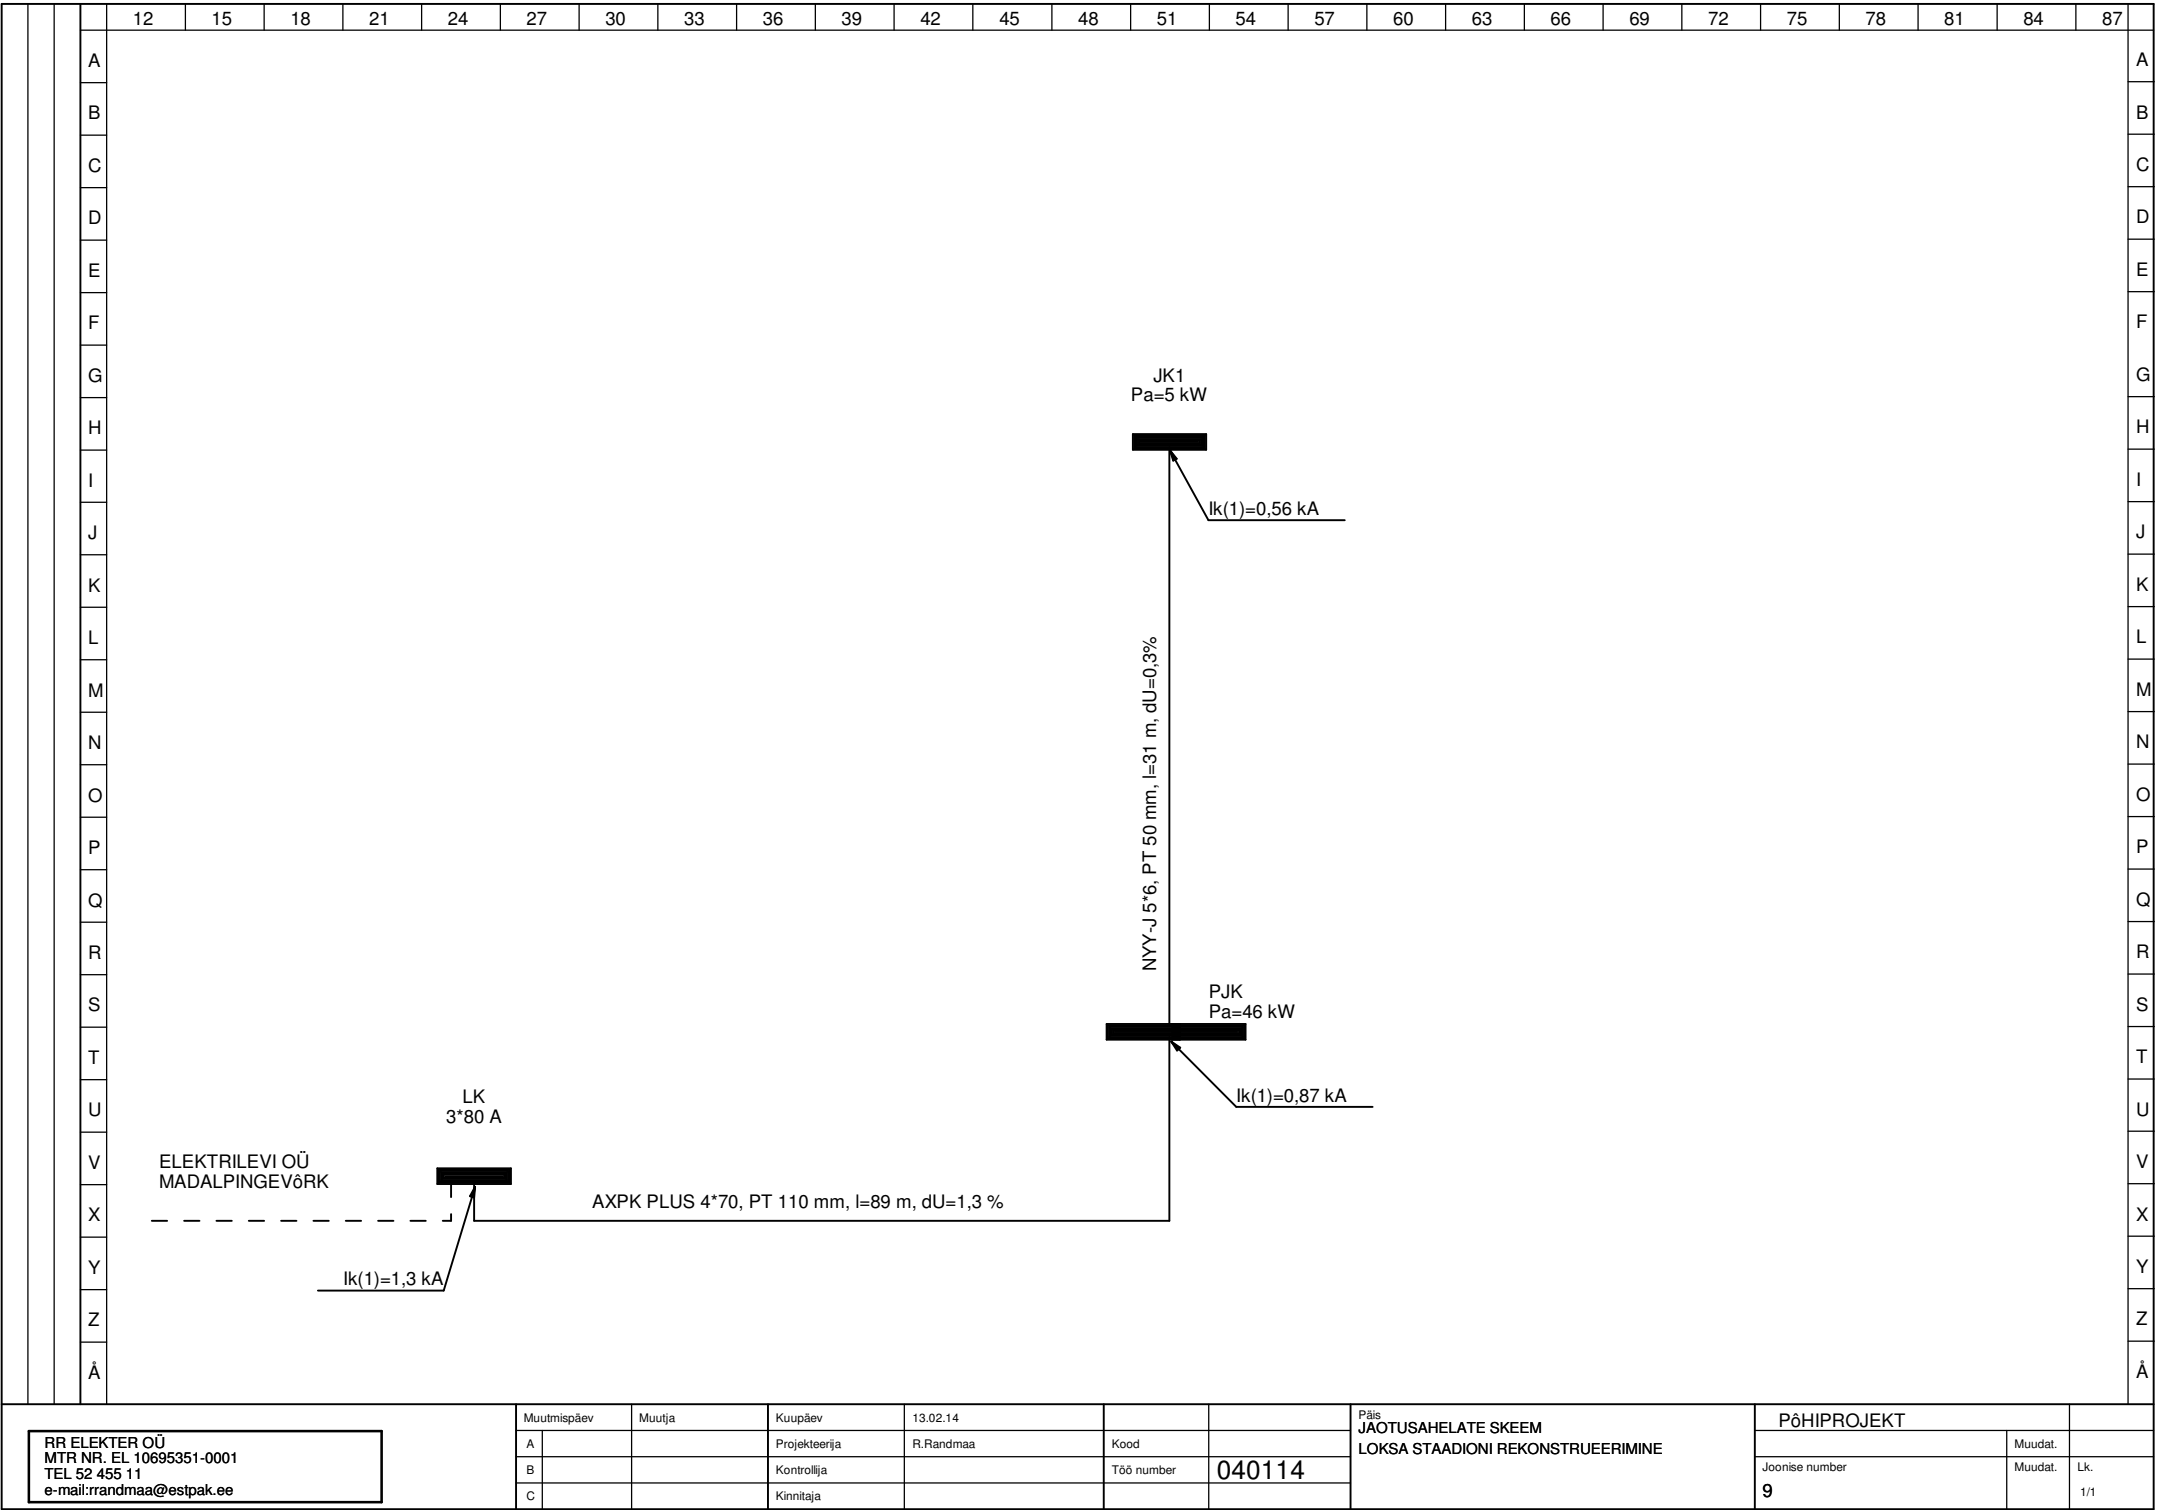 12 15 18 21 24 27 30 33 36 39 42 45 48 51 54 57 60 63 66 69 72 75 78 81 84 87
A A
B B
C C
D D
E E
F F
G G
H H
I I
J J
K K
L L
M M
N N
O O
P P
Q Q
R R
S S
T T
U U
V V
X X
Y Y
Z Z
Å Å
JK1
Pa=5 kW
Ik(1)=0,56 kA
NYY-J 5*6, PT 50 mm, l=31 m, dU=0,3%
PJK
Pa=46 kW
Ik(1)=0,87 kA
LK
3*80 A
ELEKTRILEVI OÜ
MADALPINGEVôRK
AXPK PLUS 4*70, PT 110 mm, l=89 m, dU=1,3 %
Ik(1)=1,3 kA
RR ELEKTER OÜ
MTR NR. EL 10695351-0001
TEL 52 455 11
e-mail:rrandmaa@estpak.ee
Muutmispäev Muutja Kuupäev 13.02.14
A Projekteerija R.Randmaa Kood
B Kontrollija Töö number 040114
C Kinnitaja
Päis
JAOTUSAHELATE SKEEM
LOKSA STAADIONI REKONSTRUEERIMINE
PôHIPROJEKT
Muudat.
Joonise number Muudat. Lk.
9 1/1